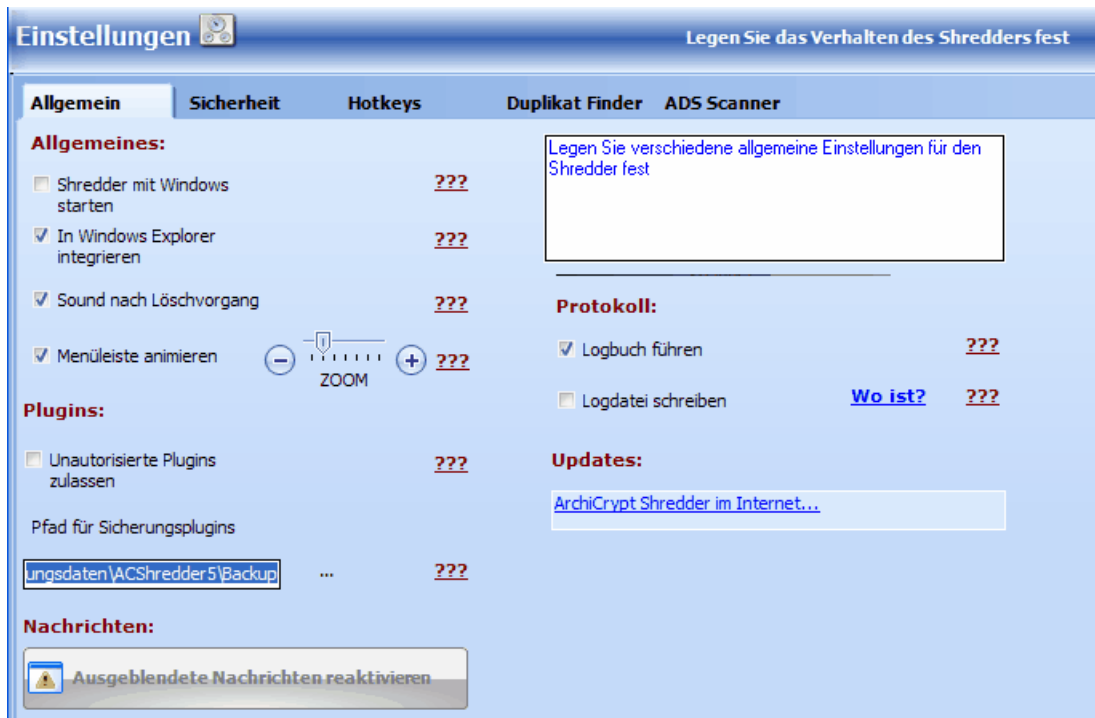 Einstellungen
Legen Sie das Verhalten des Shredders fest
Allgemein Sicherheit Hotkeys Duplikat Finder ADS Scanner
Allgemeines:
Shredder mit Windows
starten
???
In Windows Explorer
integrieren
???
Sound nach Löschvorgang ???
Menüleiste animieren ???
ZOOM
Plugins:
Unautorisierte Plugins
zulassen
???
Pfad für Sicherungsplugins
ungsdaten\ACShredder5\Backup ... ???
Nachrichten:
Ausgeblendete Nachrichten reaktivieren
Legen Sie verschiedene allgemeine Einstellungen für den
Shredder fest
Protokoll:
Logbuch führen ???
Logdatei schreiben Wo ist? ???
Updates:
ArchiCrypt Shredder im Internet...